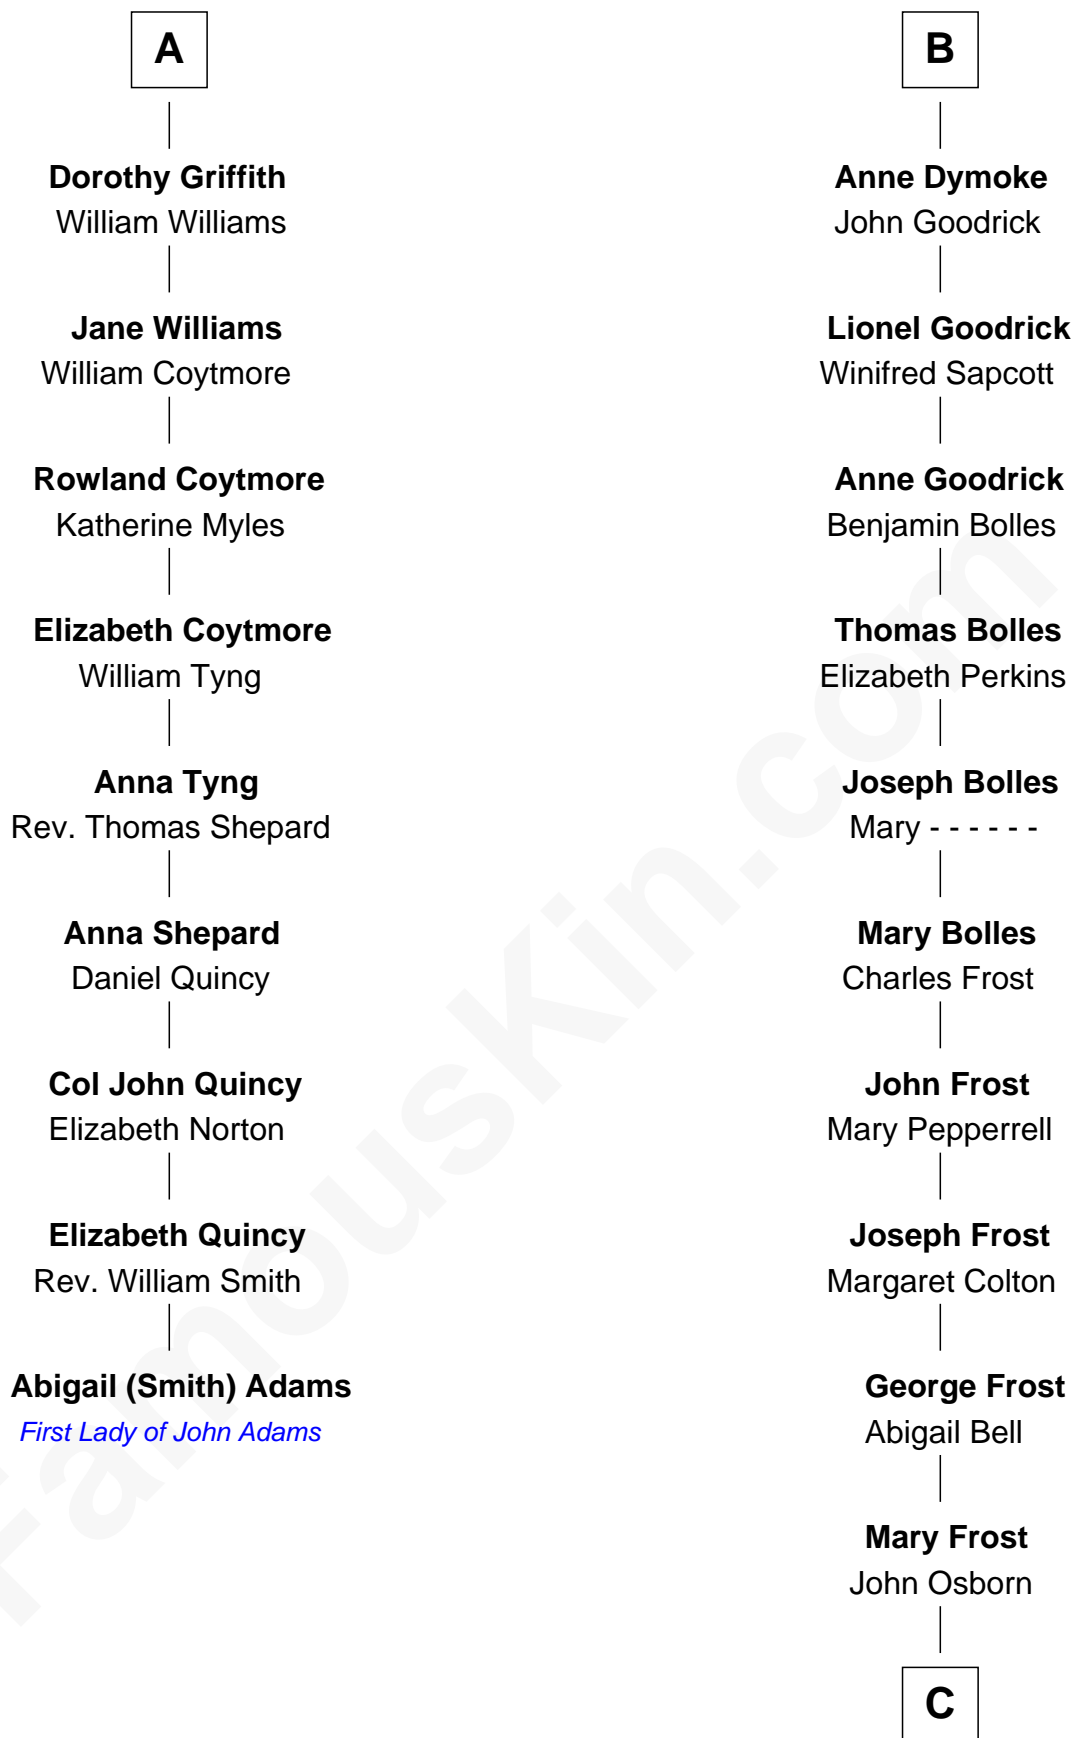 A
Dorothy Griffith
William Williams
Jane Williams
William Coytmore
Rowland Coytmore
Katherine Myles
Elizabeth Coytmore
William Tyng
Anna Tyng
Rev. Thomas Shepard
Anna Shepard
Daniel Quincy
Col John Quincy
Elizabeth Norton
Elizabeth Quincy
Rev. William Smith
Abigail (Smith) Adams
First Lady of John Adams
B
Anne Dymoke
John Goodrick
Lionel Goodrick
Winifred Sapcott
Anne Goodrick
Benjamin Bolles
Thomas Bolles
Elizabeth Perkins
Joseph Bolles
Mary - - - - - -
Mary Bolles
Charles Frost
John Frost
Mary Pepperrell
Joseph Frost
Margaret Colton
George Frost
Abigail Bell
Mary Frost
John Osborn
C
FamousKin.com